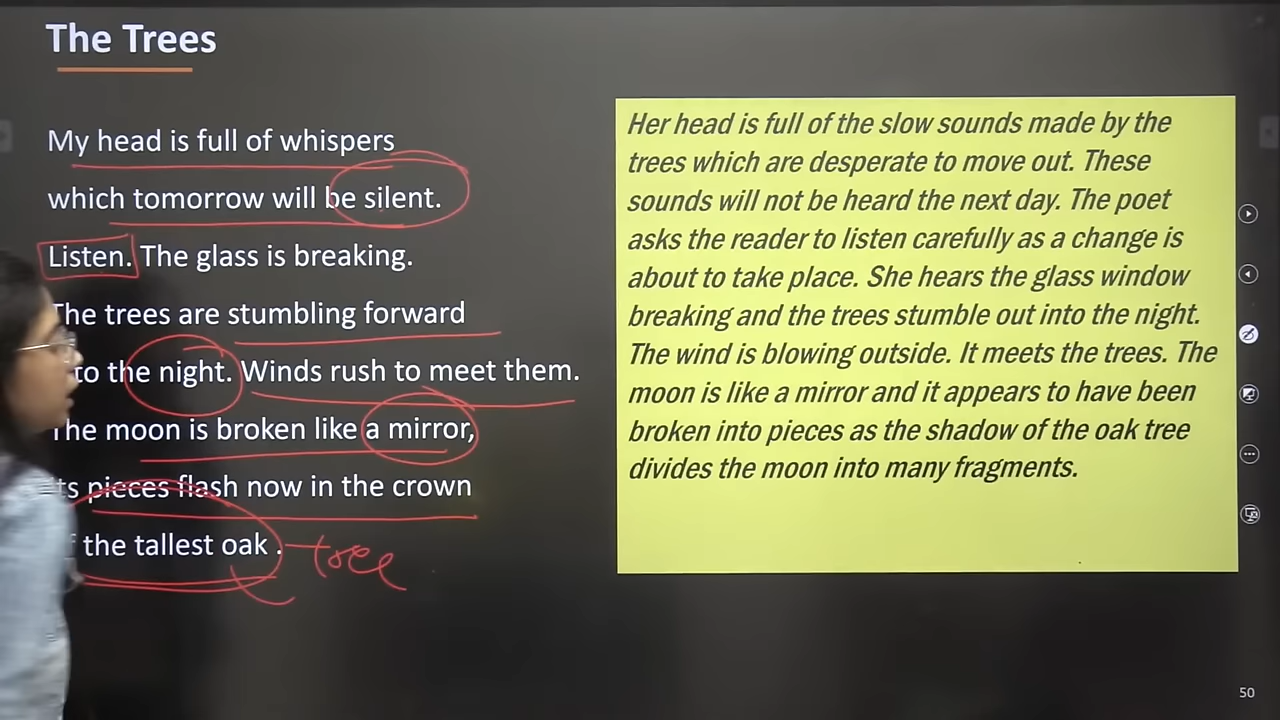 The Trees
My head is full of whispers
which tomorrow will be silent.
Listen. The glass is breaking.
The trees are stumbling forward
to the night. Winds rush to meet them.
The moon is broken like a mirror,
its pieces flash now in the crown
the tallest oak .
tree
Her head is full of the slow sounds made by the
trees which are desperate to move out. These
sounds will not be heard the next day. The poet
asks the reader to listen carefully as a change is
about to take place. She hears the glass window
breaking and the trees stumble out into the night.
The wind is blowing outside. It meets the trees. The
moon is like a mirror and it appears to have been
broken into pieces as the shadow of the oak tree
divides the moon into many fragments.
50